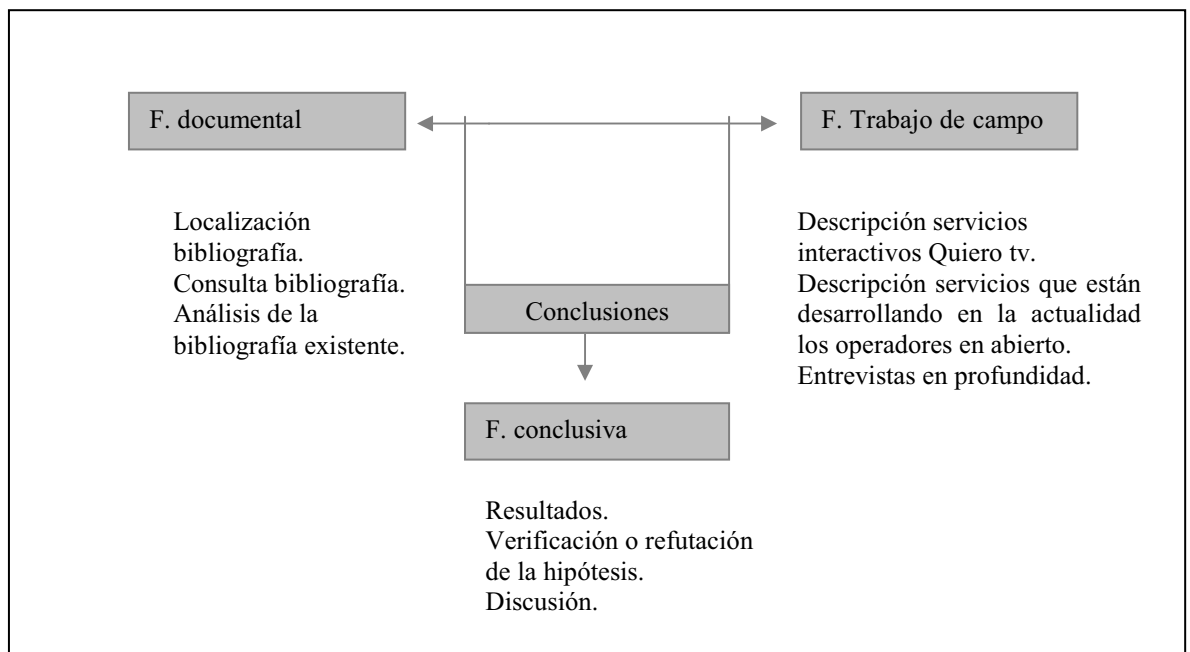 F. documental
F. Trabajo de campo
Localización
bibliografía.
Consulta bibliografía.
Análisis de la
bibliografía existente.
Descripción servicios
interactivos Quiero tv.
Descripción servicios que están
desarrollando en la actualidad
los operadores en abierto.
Entrevistas en profundidad.
Conclusiones
F. conclusiva
Resultados.
Verificación o refutación
de la hipótesis.
Discusión.